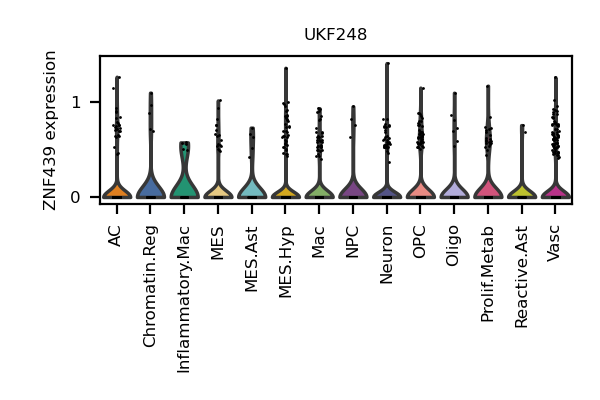 UKF248
ZNF439 expression
1
0
AC
Chromatin.Reg
Inflammatory.Mac
MES
MES.Ast
MES.Hyp
Mac
NPC
Neuron
OPC
Oligo
Prolif.Metab
Reactive.Ast
Vasc